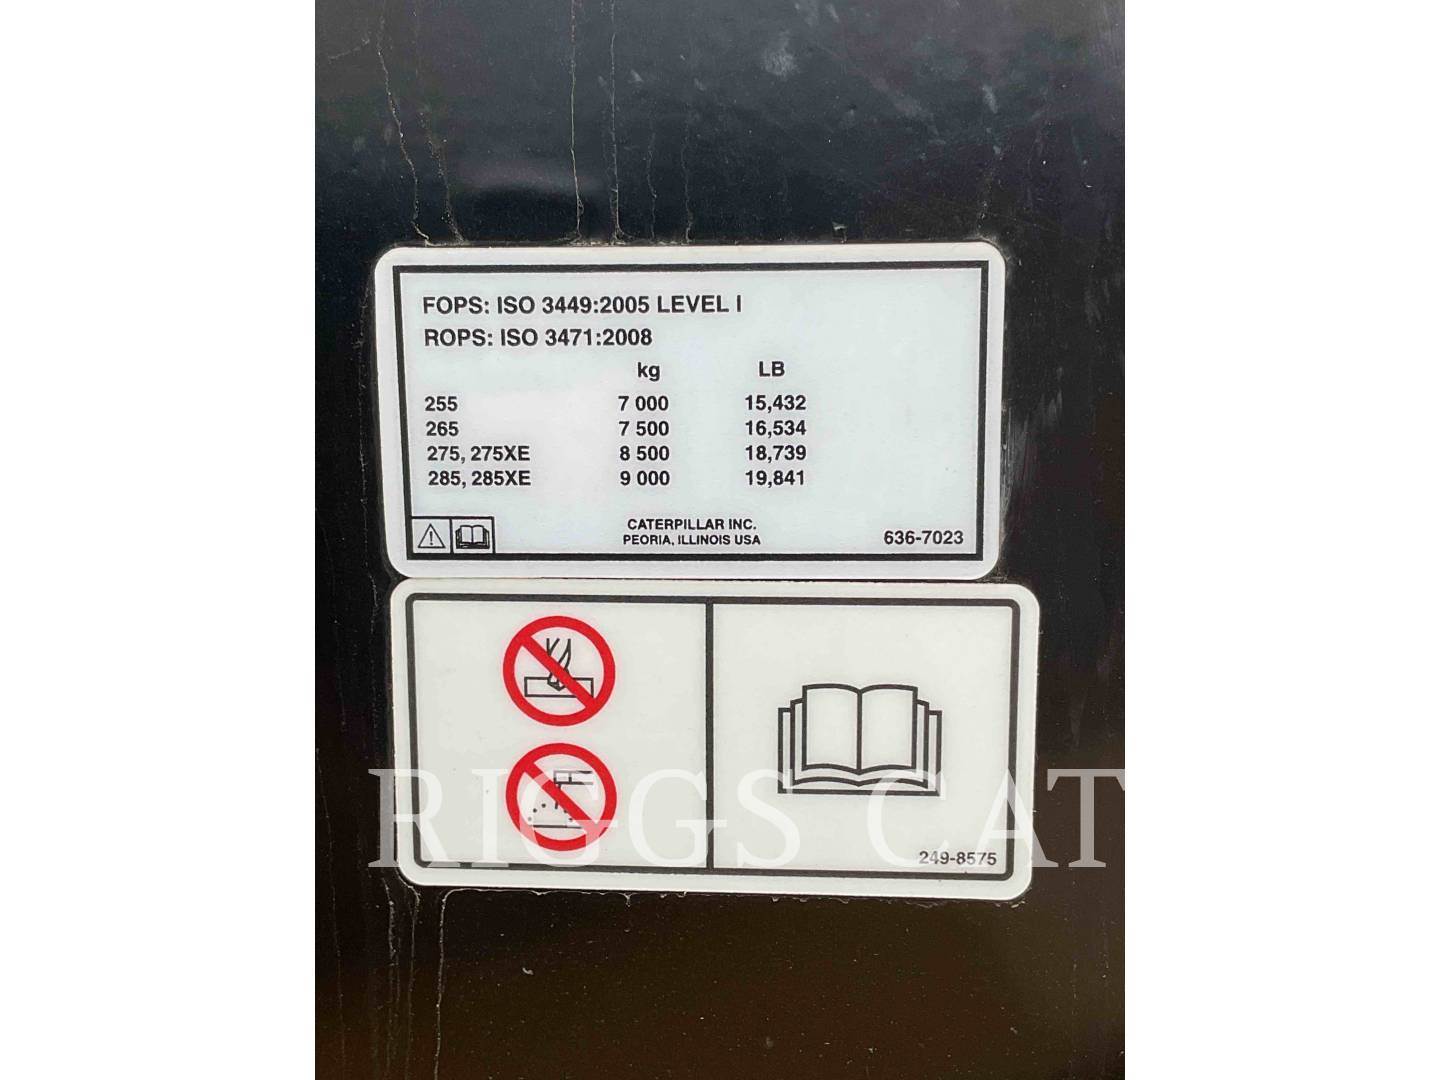 FOPS: ISO 3449:2005 LEVEL I
ROPS: ISO 3471:2008
kg LB
255 7 000 15,432
265 7 500 16,534
275, 275XE 8 500 18,739
285, 285XE 9 000 19,841
CATERPILLAR INC.
PEORIA, ILLINOIS USA
636-7023
RIGGS CAT
249-8575